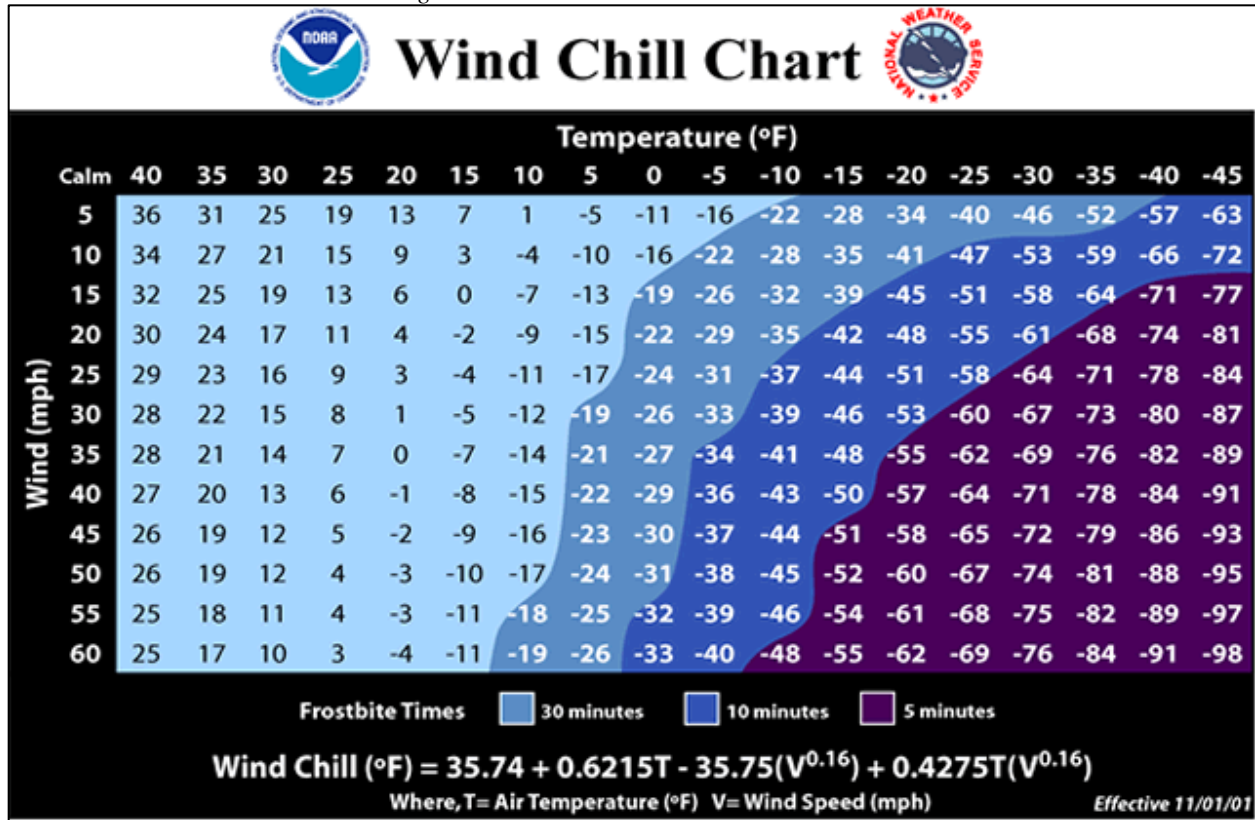 NOAA
Wind Chill Chart
NATIONAL WEATHER SERVICE
Temperature (ºF)
Calm 40 35 30 25 20 15 10 5 0 -5 -10 -15 -20 -25 -30 -35 -40 -45
5 36 31 25 19 13 7 1 -5 -11 -16 -22 -28 -34 -40 -46 -52 -57 -63
10 34 27 21 15 9 3 -4 -10 -16 -22 -28 -35 -41 -47 -53 -59 -66 -72
15 32 25 19 13 6 0 -7 -13 -19 -26 -32 -39 -45 -51 -58 -64 -71 -77
20 30 24 17 11 4 -2 -9 -15 -22 -29 -35 -42 -48 -55 -61 -68 -74 -81
25 29 23 16 9 3 -4 -11 -17 -24 -31 -37 -44 -51 -58 -64 -71 -78 -84
Wind (mph)
30 28 22 15 8 1 -5 -12 -19 -26 -33 -39 -46 -53 -60 -67 -73 -80 -87
35 28 21 14 7 0 -7 -14 -21 -27 -34 -41 -48 -55 -62 -69 -76 -82 -89
40 27 20 13 6 -1 -8 -15 -22 -29 -36 -43 -50 -57 -64 -71 -78 -84 -91
45 26 19 12 5 -2 -9 -16 -23 -30 -37 -44 -51 -58 -65 -72 -79 -86 -93
50 26 19 12 4 -3 -10 -17 -24 -31 -38 -45 -52 -60 -67 -74 -81 -88 -95
55 25 18 11 4 -3 -11 -18 -25 -32 -39 -46 -54 -61 -68 -75 -82 -89 -97
60 25 17 10 3 -4 -11 -19 -26 -33 -40 -48 -55 -62 -69 -76 -84 -91 -98
Frostbite Times 30 minutes 10 minutes 5 minutes
Wind Chill (ºF) = 35.74 + 0.6215T - 35.75(V^0.16) + 0.4275T(V^0.16)
Where, T= Air Temperature (ºF) V= Wind Speed (mph) Effective 11/01/01